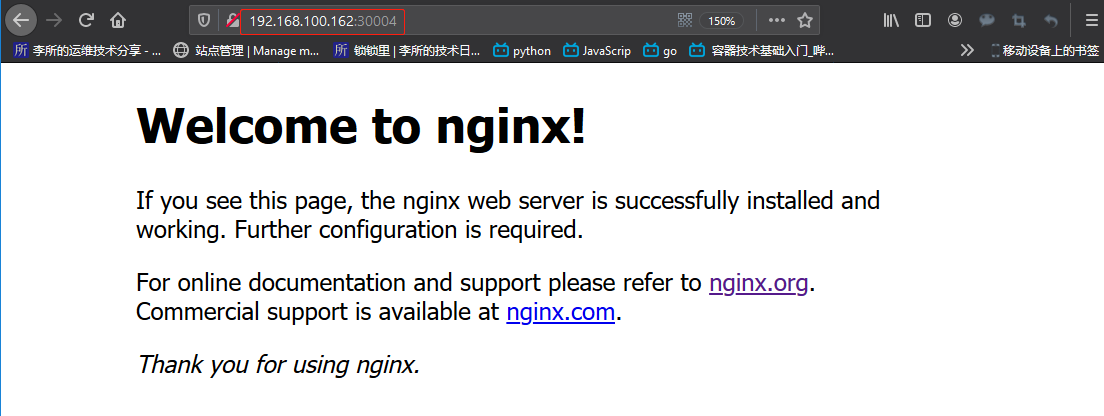 192.168.100.162:30004
150%
李所的运维技术分享 - ...
站点管理 | Manage m...
锁锁里 | 李所的技术日...
python
JavaScrip
go
容器技术基础入门_哔...
移动设备上的书签
Welcome to nginx!
If you see this page, the nginx web server is successfully installed and
working. Further configuration is required.
For online documentation and support please refer to nginx.org.
Commercial support is available at nginx.com.
Thank you for using nginx.